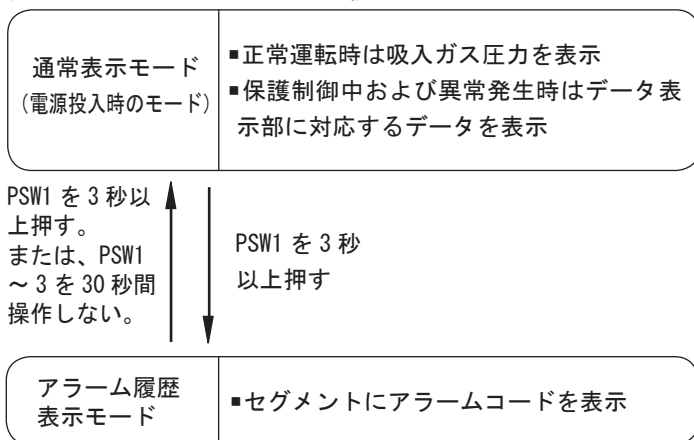 通常表示モード
(電源投入時のモード)
■正常運転時は吸入ガス圧力を表示
■保護制御中および異常発生時はデータ表
示部に対応するデータを表示
PSW1 を 3 秒以
上押す。
または、PSW1
～ 3 を 30 秒間
操作しない。
PSW1 を 3 秒
以上押す
アラーム履歴
表示モード
■セグメントにアラームコードを表示